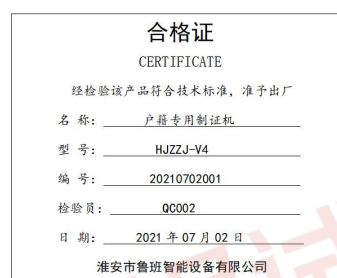 合格证
CERTIFICATE
经检验该产品符合技术标准，准予出厂
名 称： 户籍专用制证机
型 号： HJZZJ-V4
编 号： 20210702001
检验员： QC002
日 期： 2021 年 07 月 02 日
淮安市鲁班智能设备有限公司